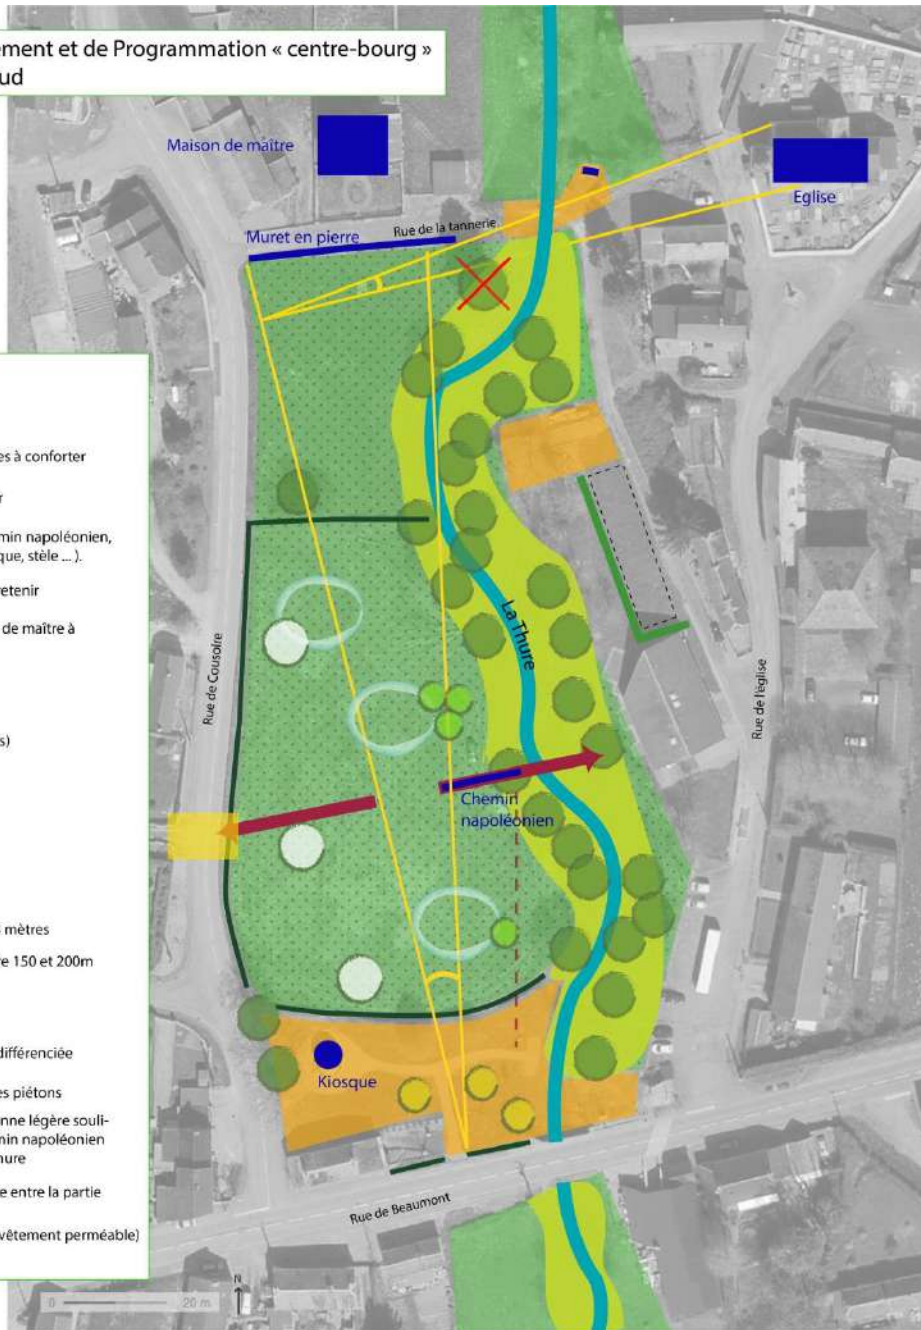 ement et de Programmation « centre-bourg »
ud
Maison de maître
Eglise
Muret en pierre
Rue de la tannerie
es à conforter
r
min napoléonien,
que, stèle ... ).
retenir
de maître à
s)
mètres
re 150 et 200m
différenciée
es piétons
nne légère souli-
min napoléonien
hure
e entre la partie
vêtement perméable)
Rue de Cousolre
La Thure
Rue de l'église
Chemin
napoléonien
Kiosque
Rue de Beaumont
0 20 m
N